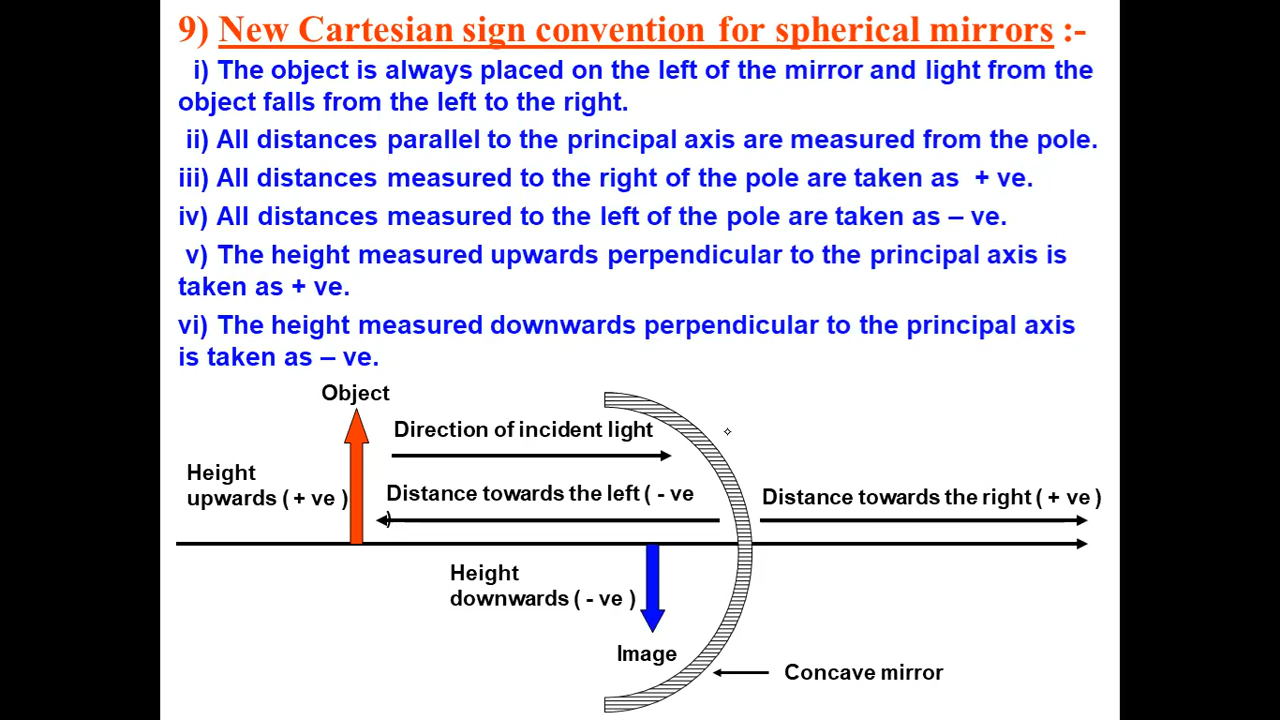 9) New Cartesian sign convention for spherical mirrors :-
i) The object is always placed on the left of the mirror and light from the
object falls from the left to the right.
ii) All distances parallel to the principal axis are measured from the pole.
iii) All distances measured to the right of the pole are taken as + ve.
iv) All distances measured to the left of the pole are taken as – ve.
v) The height measured upwards perpendicular to the principal axis is
taken as + ve.
vi) The height measured downwards perpendicular to the principal axis
is taken as – ve.
Object
Direction of incident light
Height
upwards ( + ve )
Distance towards the left ( - ve
)
Distance towards the right ( + ve )
Height
downwards ( - ve )
Image
Concave mirror